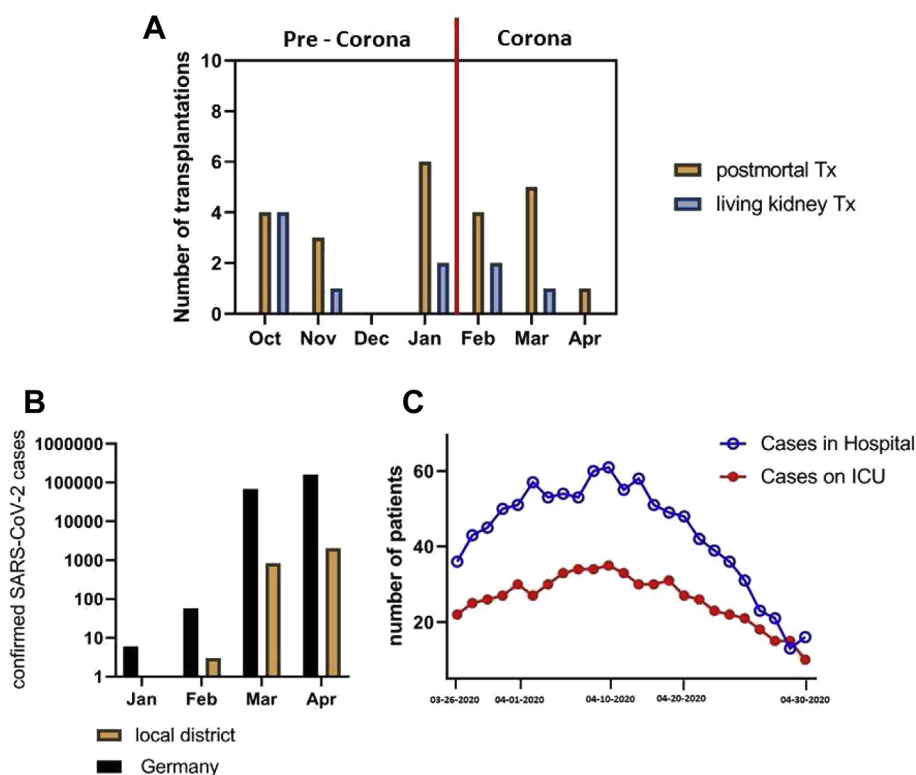 A
Pre - Corona
Corona
Number of transplantations
10
8
6
4
2
0
Oct Nov Dec Jan Feb Mar Apr
postmortal Tx
living kidney Tx
B
confirmed SARS-CoV-2 cases
1000000
100000
10000
1000
100
10
1
Jan Feb Mar Apr
local district
Germany
C
number of patients
60
40
20
03-26-2020 04-01-2020 04-10-2020 04-20-2020 04-30-2020
Cases in Hospital
Cases on ICU